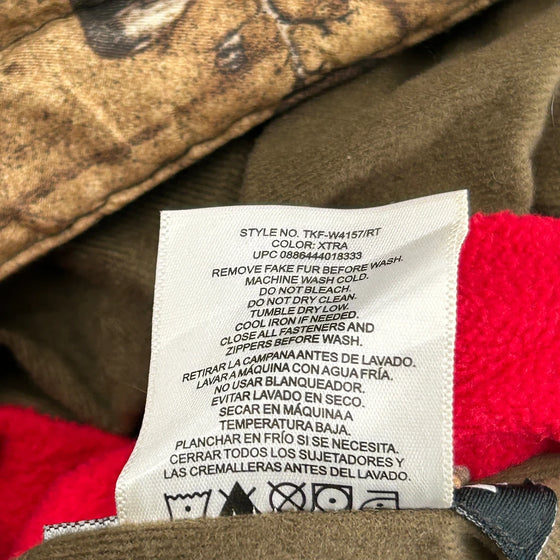 STYLE NO. TKF-W4157/RT
COLOR: XTRA
UPC 0886444018333
REMOVE FAKE FUR BEFORE WASH.
MACHINE WASH COLD.
DO NOT BLEACH.
DO NOT DRY CLEAN.
TUMBLE DRY LOW.
COOL IRON IF NEEDED.
CLOSE ALL FASTENERS AND
ZIPPERS BEFORE WASH.
RETIRAR LA CAMPANA ANTES DE LAVADO.
LAVAR A MÁQUINA CON AGUA FRÍA.
NO USAR BLANQUEADOR.
EVITAR LAVADO EN SECO.
SECAR EN MÁQUINA A
TEMPERATURA BAJA.
PLANCHAR EN FRÍO SI SE NECESITA.
CERRAR TODOS LOS SUJETADORES Y
LAS CREMALLERAS ANTES DEL LAVADO.